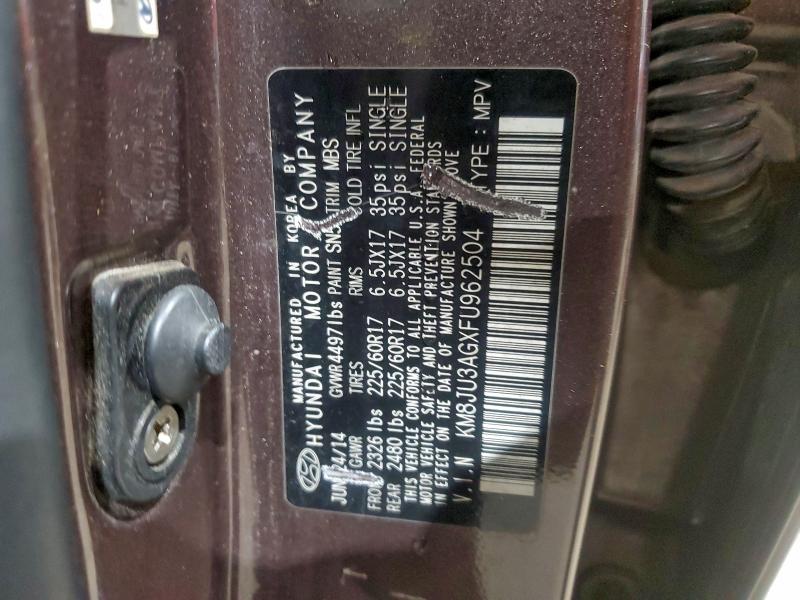 MANUFACTURED IN KOREA BY
HYUNDAI MOTOR COMPANY
JUN/24/14 GVWR 4497lbs PAINT TRIM MBS
GAWR TIRES RIMS COLD TIRE INFL
2326 lbs 225/60R17 6.5JX17 35psi SINGLE
REAR 2480 lbs 225/60R17 6.5JX17 35psi SINGLE
THIS VEHICLE CONFORMS TO ALL APPLICABLE U.S.A. FEDERAL
MOTOR VEHICLE SAFETY AND THEFT PREVENTION STANDARDS
IN EFFECT ON THE DATE OF MANUFACTURE SHOWN ABOVE
V.I.N KM8JU3AGXFU962504 TYPE : MPV